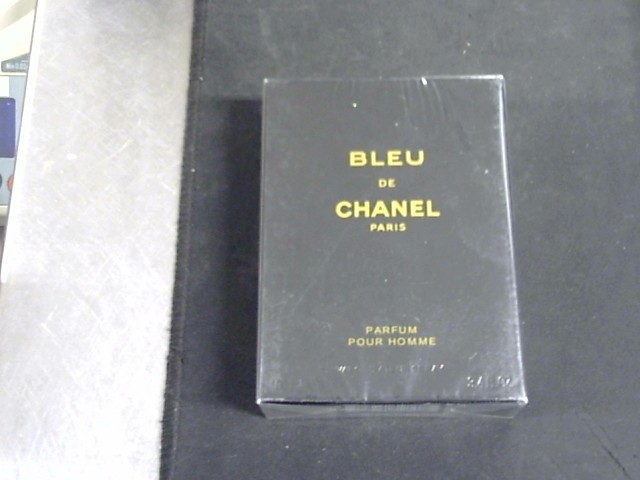 BLEU
DE
CHANEL
PARIS
PARFUM
POUR HOMME